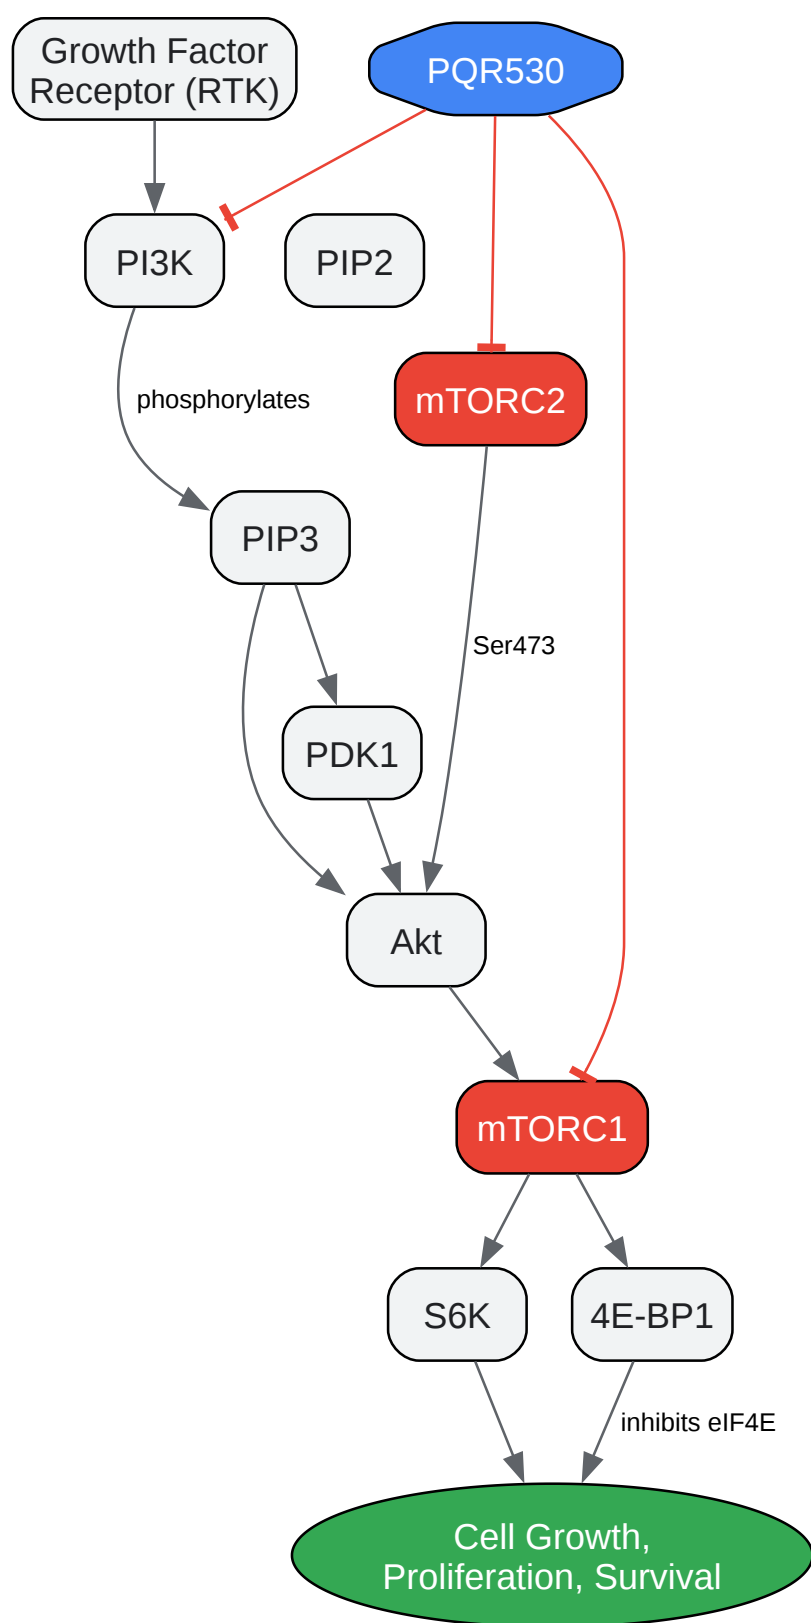 Growth Factor
Receptor (RTK)
PQR530
PI3K
PIP2
phosphorylates
mTORC2
PIP3
Ser473
PDK1
Akt
mTORC1
S6K
4E-BP1
inhibits eIF4E
Cell Growth,
Proliferation, Survival